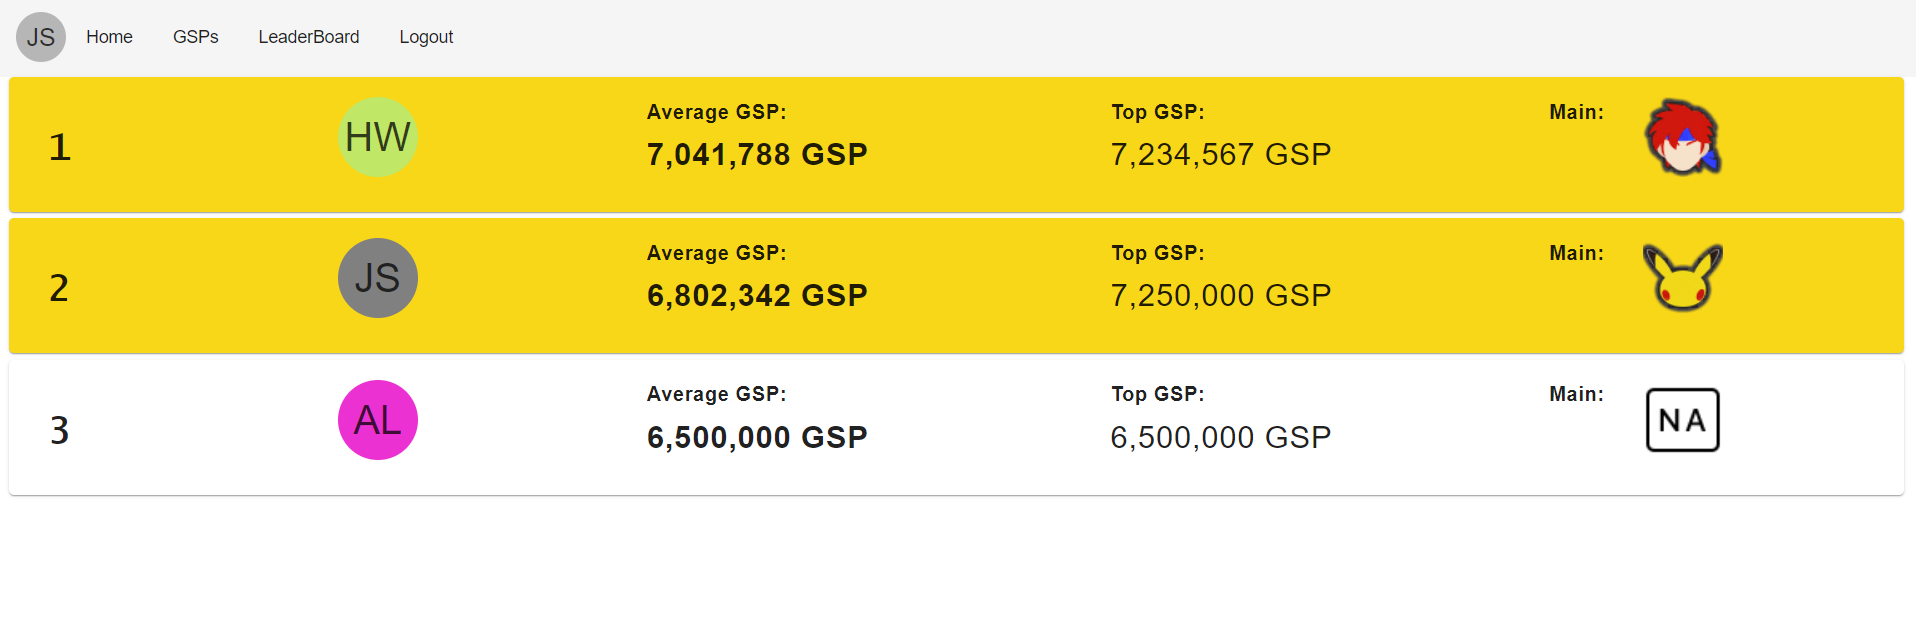 JS Home GSPs LeaderBoard Logout
1 HW Average GSP: Top GSP: Main:
7,041,788 GSP 7,234,567 GSP
2 JS Average GSP: Top GSP: Main:
6,802,342 GSP 7,250,000 GSP
3 AL Average GSP: Top GSP: Main: NA
6,500,000 GSP 6,500,000 GSP